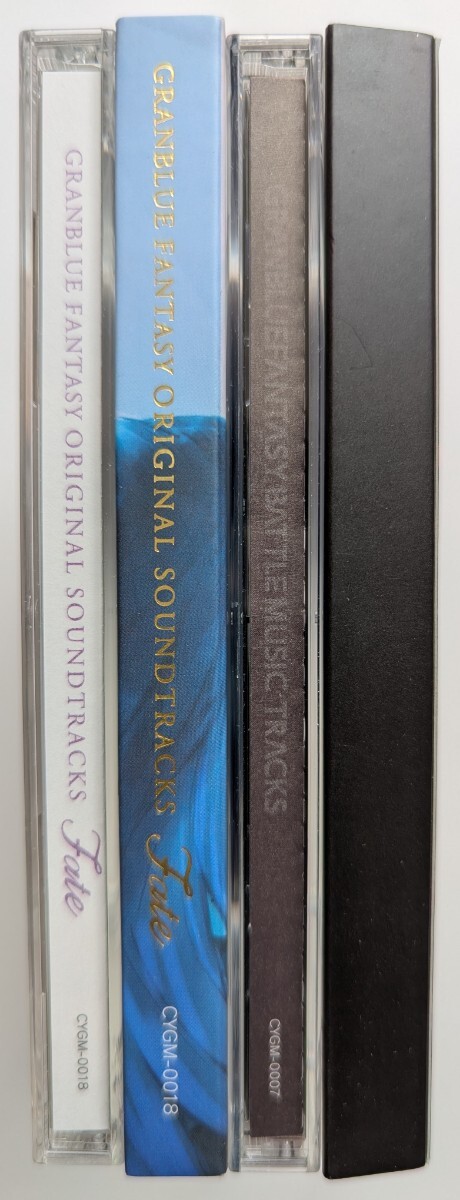 GRANBLUE FANTASY ORIGINAL SOUNDTRACKS Fate
CYGM-0018
GRANBLUE FANTASY ORIGINAL SOUNDTRACKS Fate
CYGM-0018
GRANBLUE FANTASY BATTLE MUSIC TRACKS
CYGM-0007